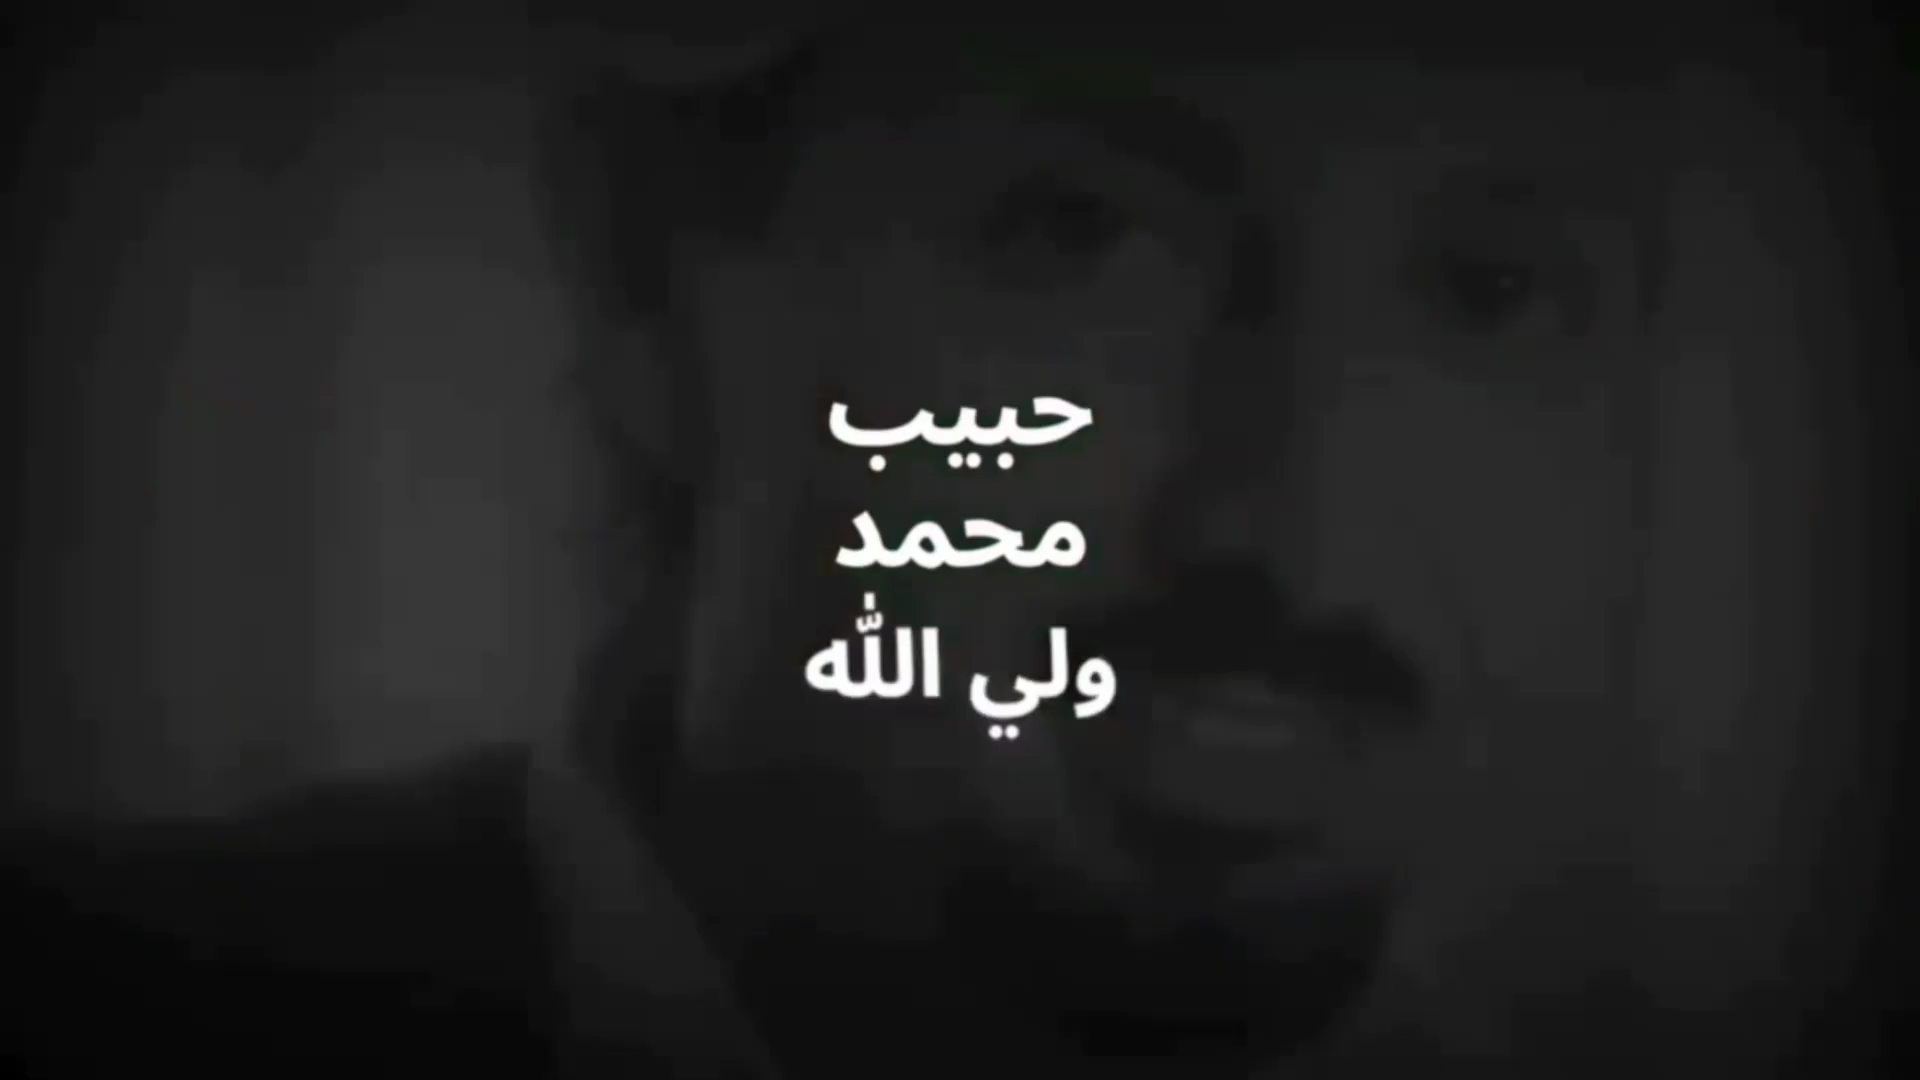 حبيب
محمد
ولي الله